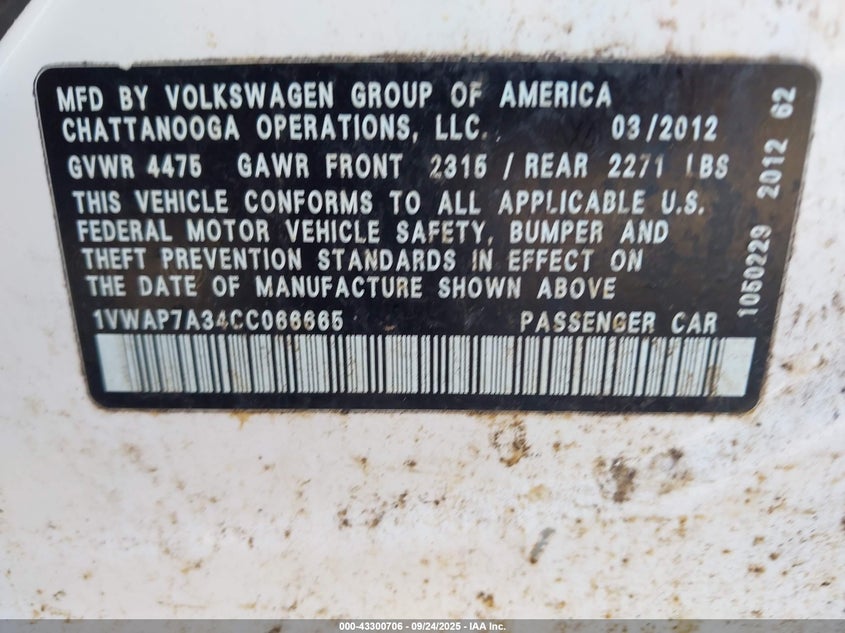 MFD BY VOLKSWAGEN GROUP OF AMERICA
CHATTANOOGA OPERATIONS, LLC. 03/2012
GVWR 4475 GAWR FRONT 2315 / REAR 2271 LBS
THIS VEHICLE CONFORMS TO ALL APPLICABLE U.S.
FEDERAL MOTOR VEHICLE SAFETY, BUMPER AND
THEFT PREVENTION STANDARDS IN EFFECT ON
THE DATE OF MANUFACTURE SHOWN ABOVE
1VWAP7A34CC066665 PASSENGER CAR
1050229 2012 62
000-43300706 - 09/24/2025 - IAA Inc.